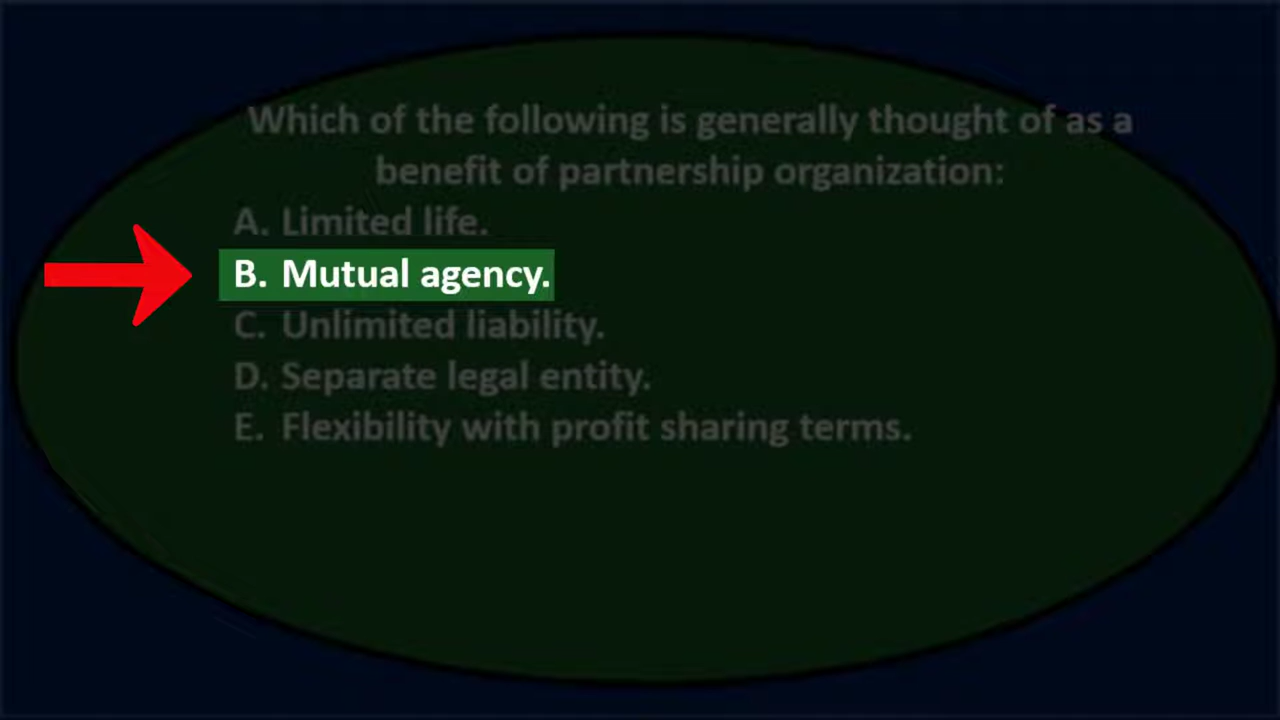 Which of the following is generally thought of as a
benefit of partnership organization:
A. Limited life.
B. Mutual agency.
C. Unlimited liability.
D. Separate legal entity.
E. Flexibility with profit sharing terms.